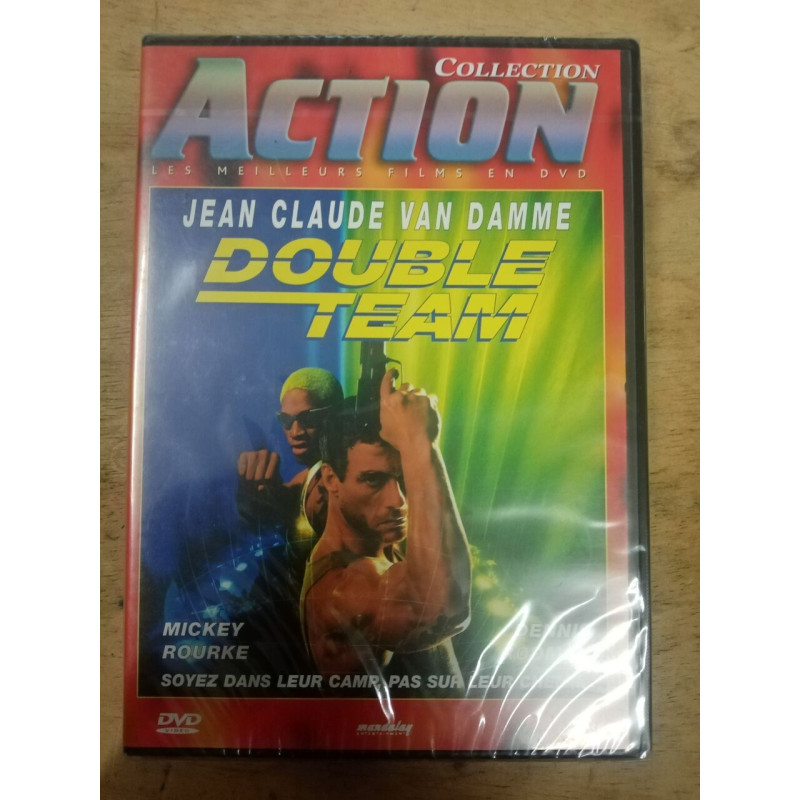 COLLECTION
ACTION
LES MEILLEURS FILMS EN DVD
JEAN CLAUDE VAN DAMME
DOUBLE
TEAM
MICKEY
ROURKE
SOYEZ DANS LEUR CAMP, PAS SUR LEUR
DVD
VIDEO
mandalay